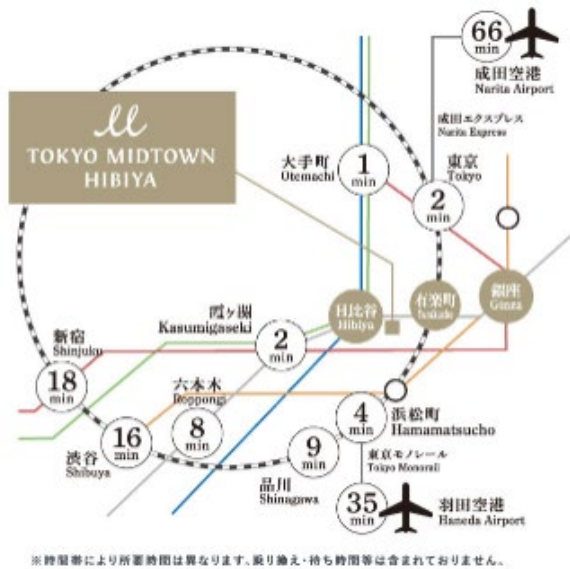 66
min
成田空港
Narita Airport
成田エクスプレス
Narita Express
TOKYO MIDTOWN
HIBIYA
大手町
Otemachi
1
min
東京
Tokyo
2
min
霞ヶ関
Kasumigaseki
2
min
日比谷
Hibiya
有楽町
銀座
Ginza
新宿
Shinjuku
18
min
六本木
Roppongi
8
min
渋谷
Shibuya
16
min
品川
Shinagawa
9
min
4
min
浜松町
Hamamatsucho
東京モノレール
Tokyo Monorail
35
min
羽田空港
Haneda Airport
※時間帯により所要時間は異なります。乗り換え・待ち時間等は含まれておりません。